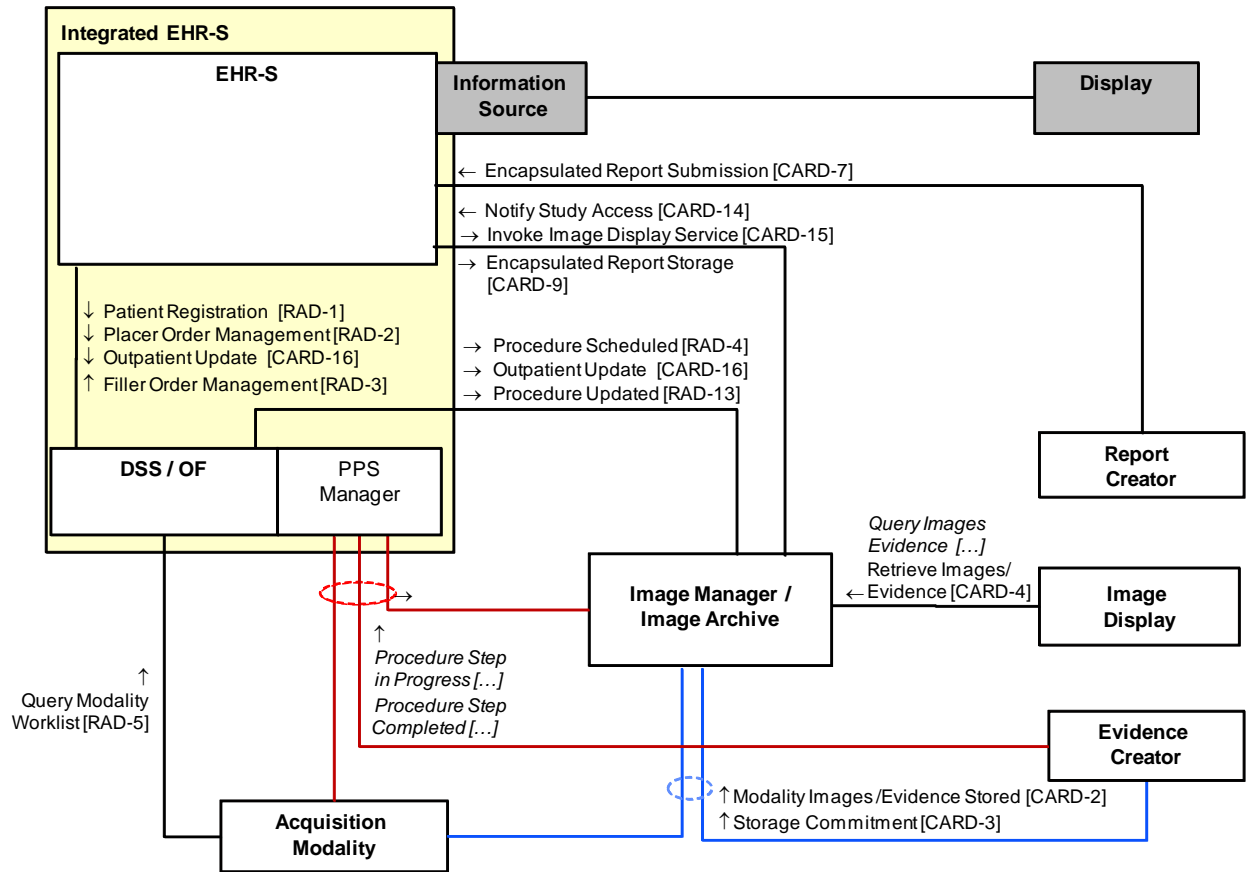 Integrated EHR-S
EHR-S
Information
Source
Display
← Encapsulated Report Submission [CARD-7]
← Notify Study Access [CARD-14]
→ Invoke Image Display Service [CARD-15]
→ Encapsulated Report Storage
[CARD-9]
↓ Patient Registration [RAD-1]
↓ Placer Order Management [RAD-2]
↓ Outpatient Update [CARD-16]
↑ Filler Order Management [RAD-3]
→ Procedure Scheduled [RAD-4]
→ Outpatient Update [CARD-16]
→ Procedure Updated [RAD-13]
DSS / OF
PPS
Manager
Report
Creator
Query Images
Evidence [...]
Retrieve Images/
← Evidence [CARD-4]
Image Manager /
Image Archive
Image
Display
→
↑
Procedure Step
in Progress [...]
Procedure Step
Completed [...]
↑
Query Modality
Worklist [RAD-5]
Evidence
Creator
↑ Modality Images /Evidence Stored [CARD-2]
↑ Storage Commitment [CARD-3]
Acquisition
Modality